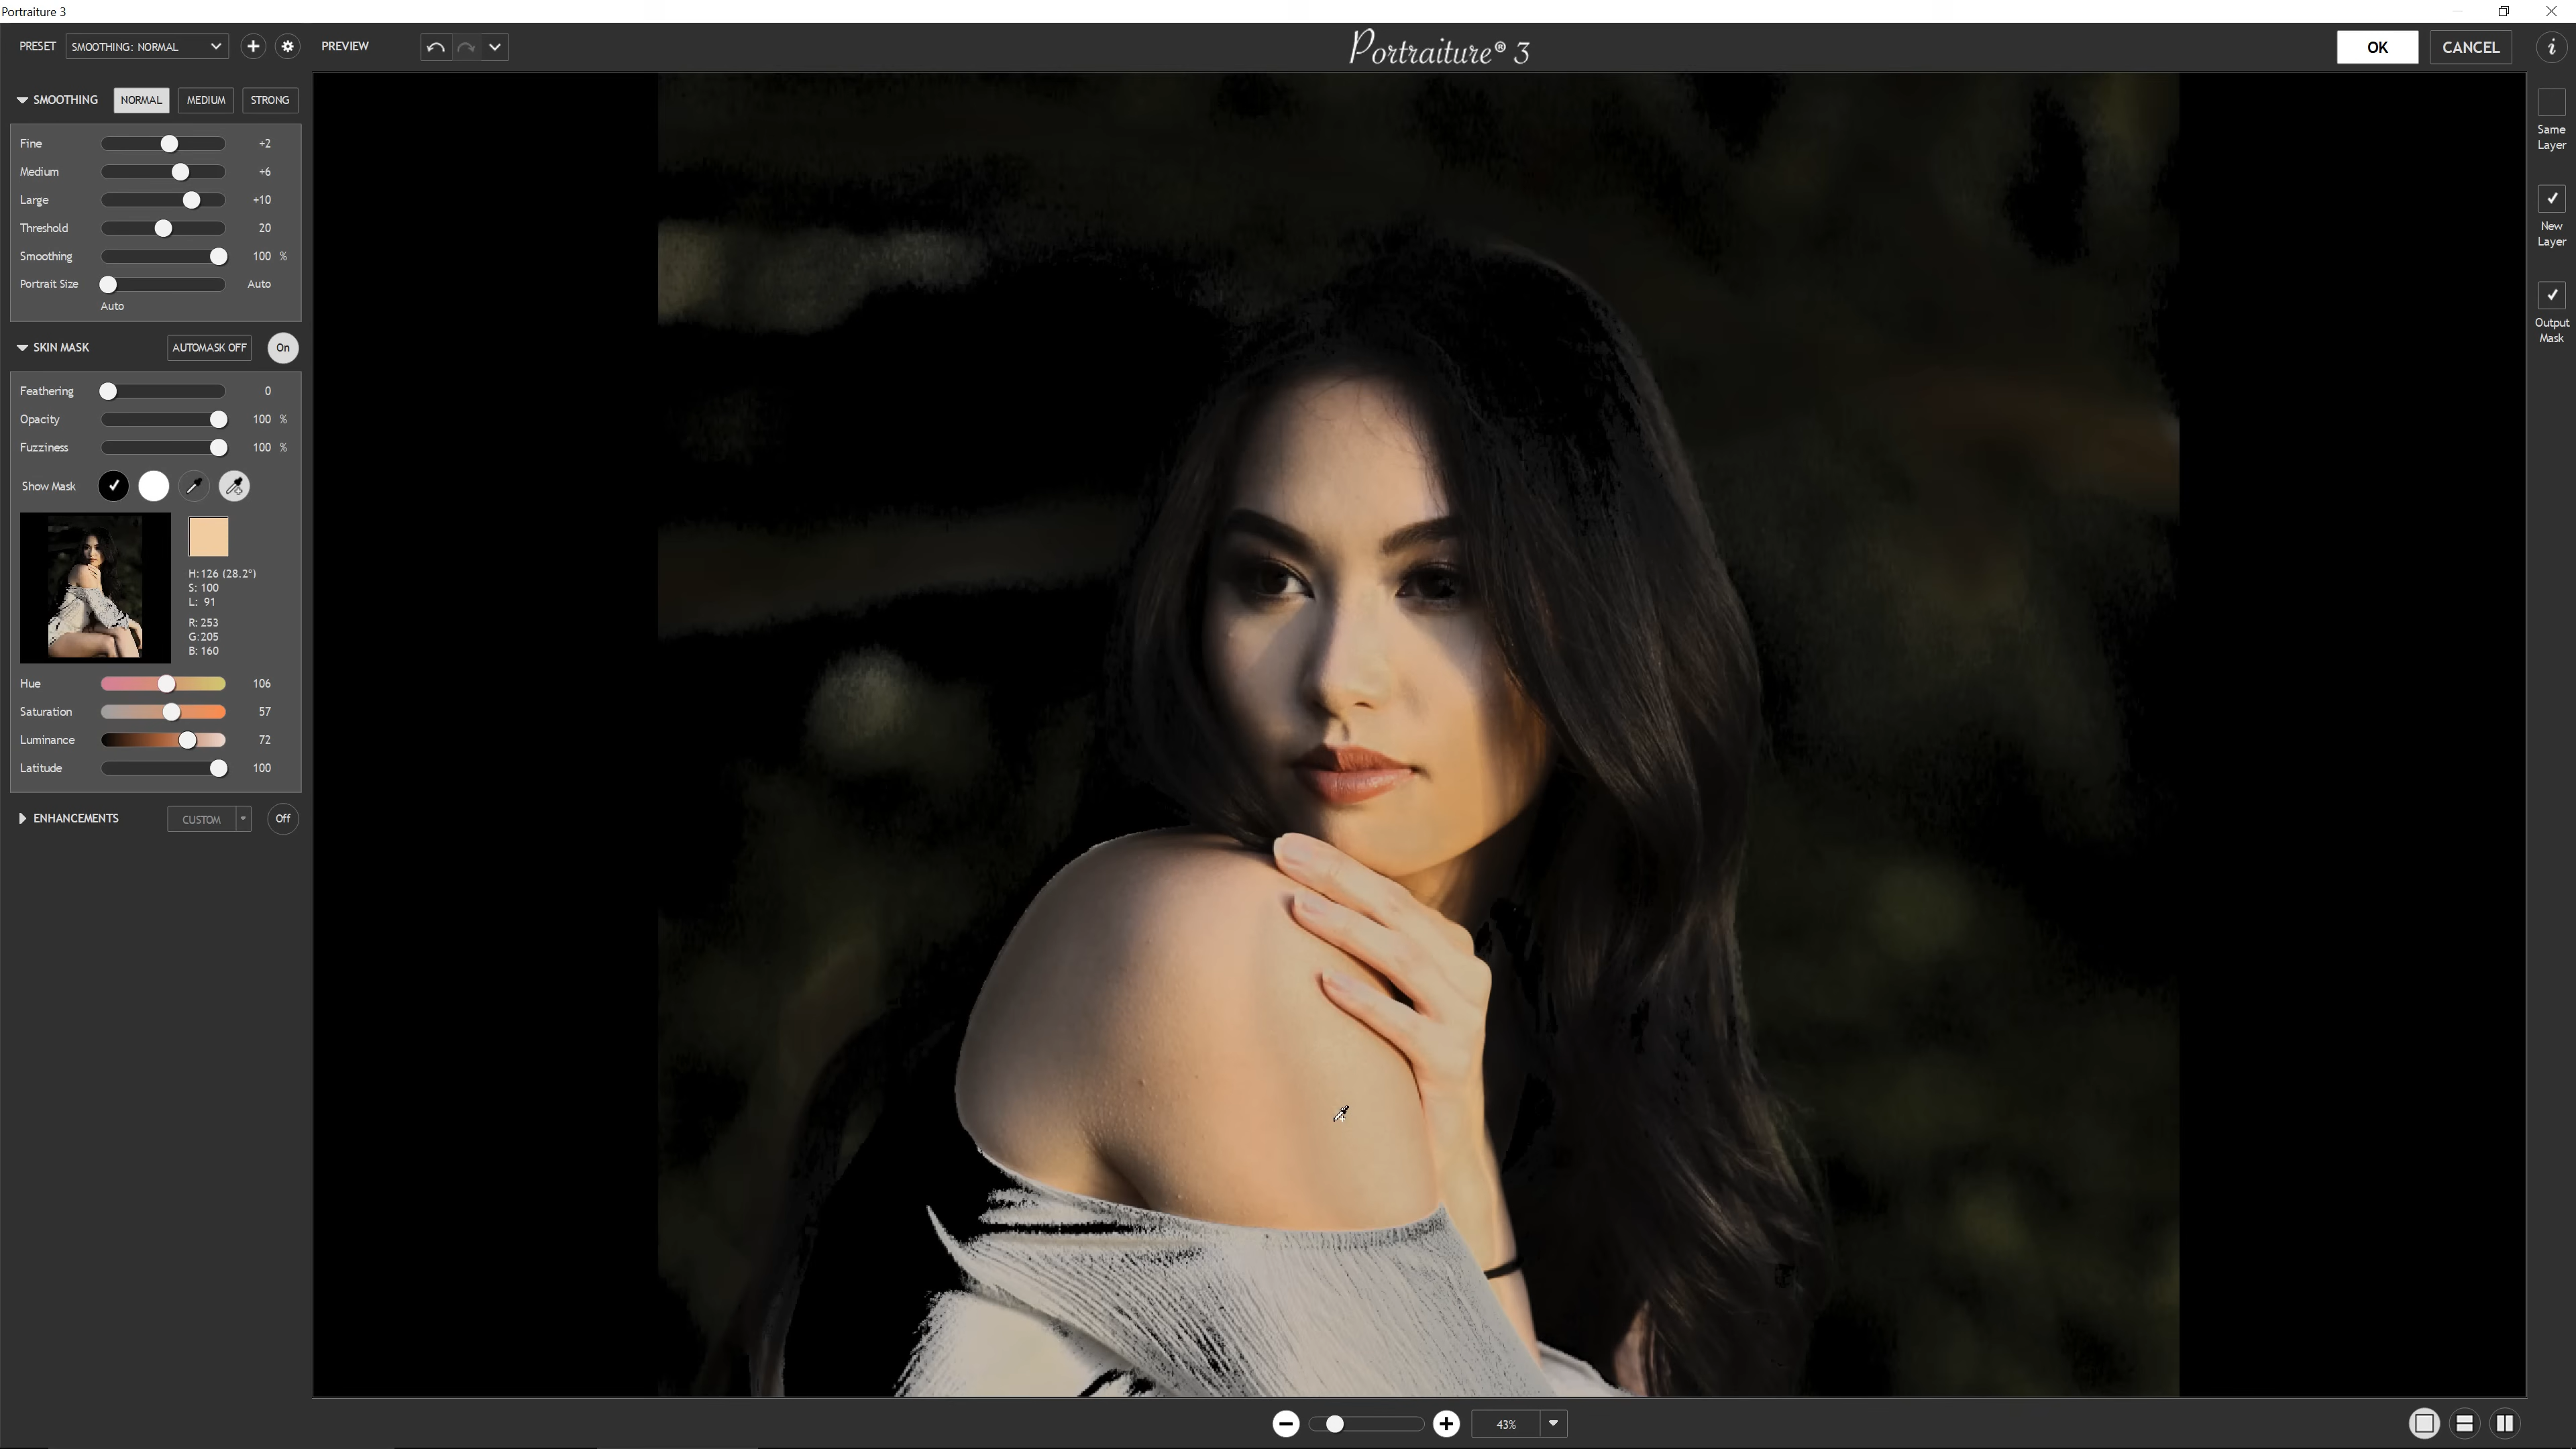 Portraiture 3
PRESET SMOOTHING: NORMAL PREVIEW Portraiture® 3 OK CANCEL i
SMOOTHING NORMAL MEDIUM STRONG
Fine +2
Medium +6
Large +10
Threshold 20
Smoothing 100 %
Portrait Size Auto
Auto
SKIN MASK AUTOMASK OFF On
Feathering 0
Opacity 100 %
Fuzziness 100 %
Show Mask
H:126 (28.2°)
S: 100
L: 91
R: 253
G:205
B: 160
Hue 106
Saturation 57
Luminance 72
Latitude 100
ENHANCEMENTS CUSTOM Off
Same
Layer
New
Layer
Output
Mask
43%